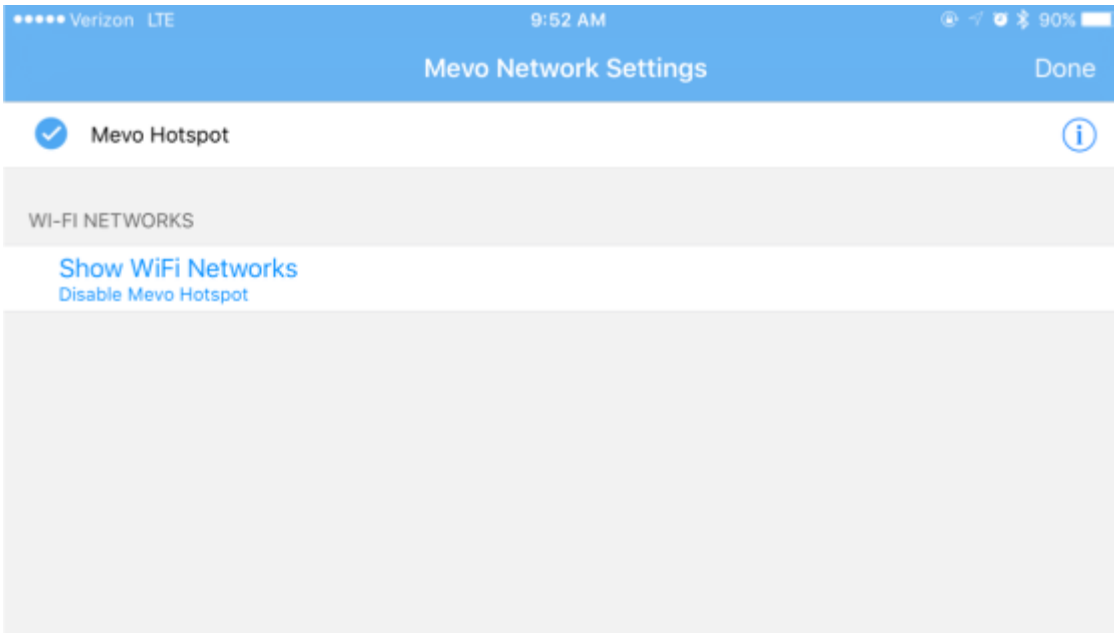 Verizon LTE 9:52 AM 90%
Mevo Network Settings Done
Mevo Hotspot
WI-FI NETWORKS
Show WiFi Networks
Disable Mevo Hotspot